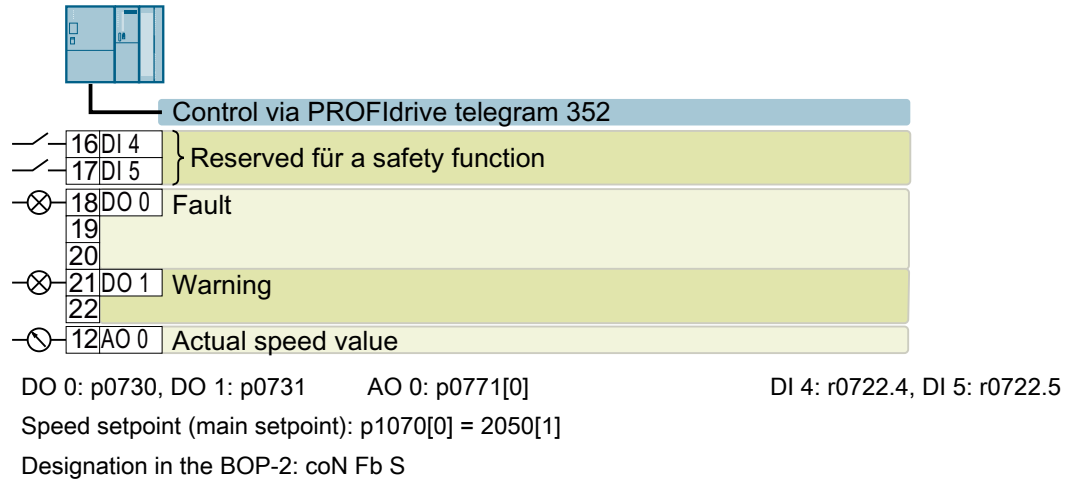 Control via PROFIdrive telegram 352
16 DI 4
17 DI 5
Reserved für a safety function
18 DO 0 Fault
19
20
21 DO 1 Warning
22
12 AO 0 Actual speed value
DO 0: p0730, DO 1: p0731 AO 0: p0771[0] DI 4: r0722.4, DI 5: r0722.5
Speed setpoint (main setpoint): p1070[0] = 2050[1]
Designation in the BOP-2: coN Fb S